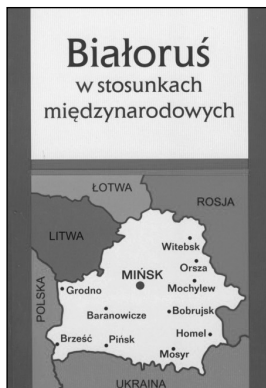 Białoruś
w stosunkach
międzynarodowych
ŁOTWA
ROSJA
LITWA
Witebsk
Orsza
MIŃSK
Mochylew
Grodno
POLSKA
Baranowicze
Bobrujsk
Homel
Brześć
Pińsk
Mosyr
UKRAINA